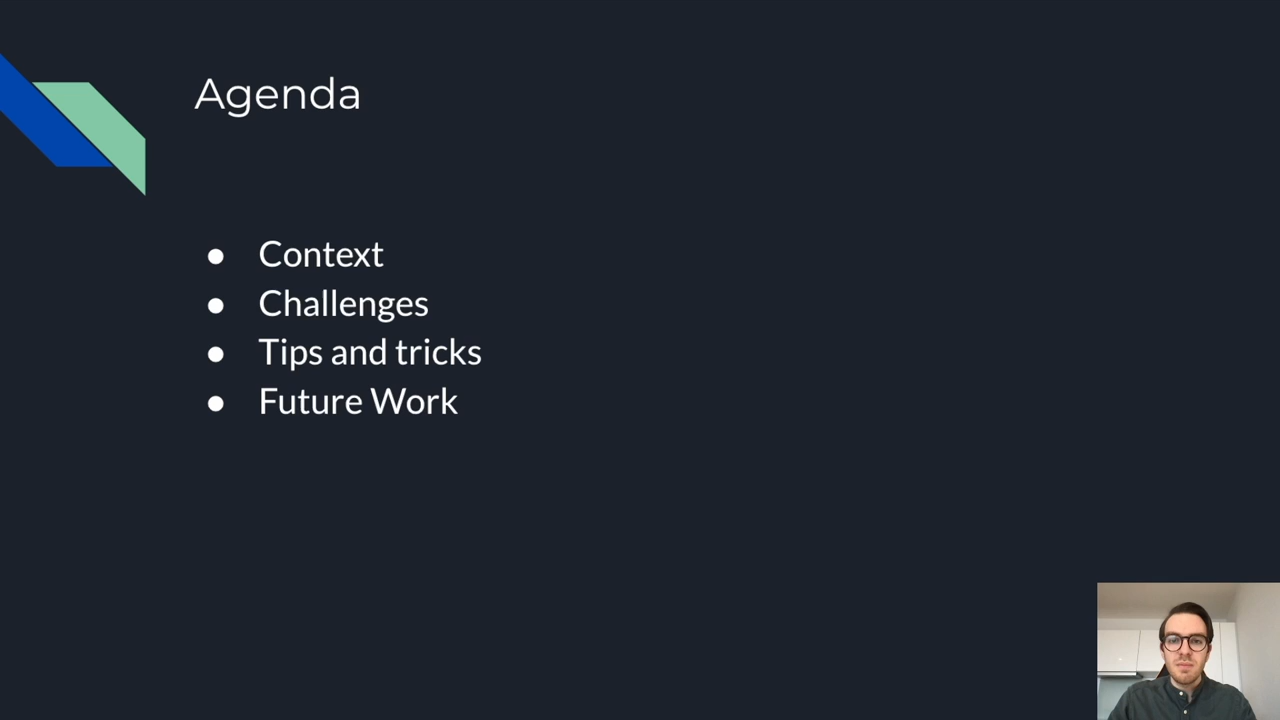 Agenda
● Context
● Challenges
● Tips and tricks
● Future Work